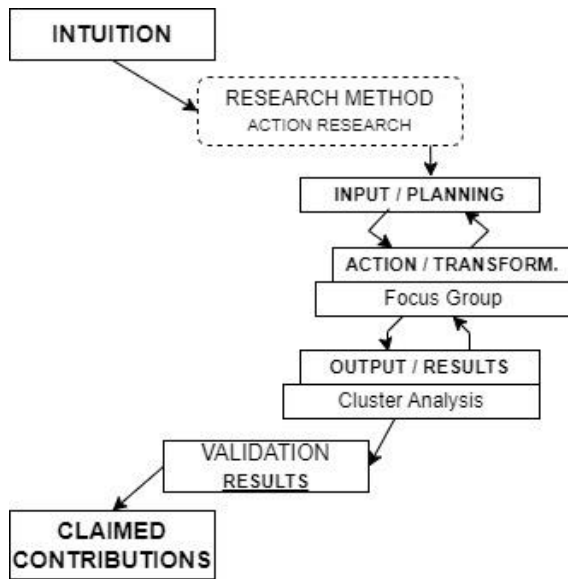 INTUITION
RESEARCH METHOD
ACTION RESEARCH
INPUT / PLANNING
ACTION / TRANSFORM.
Focus Group
OUTPUT / RESULTS
Cluster Analysis
VALIDATION
RESULTS
CLAIMED
CONTRIBUTIONS